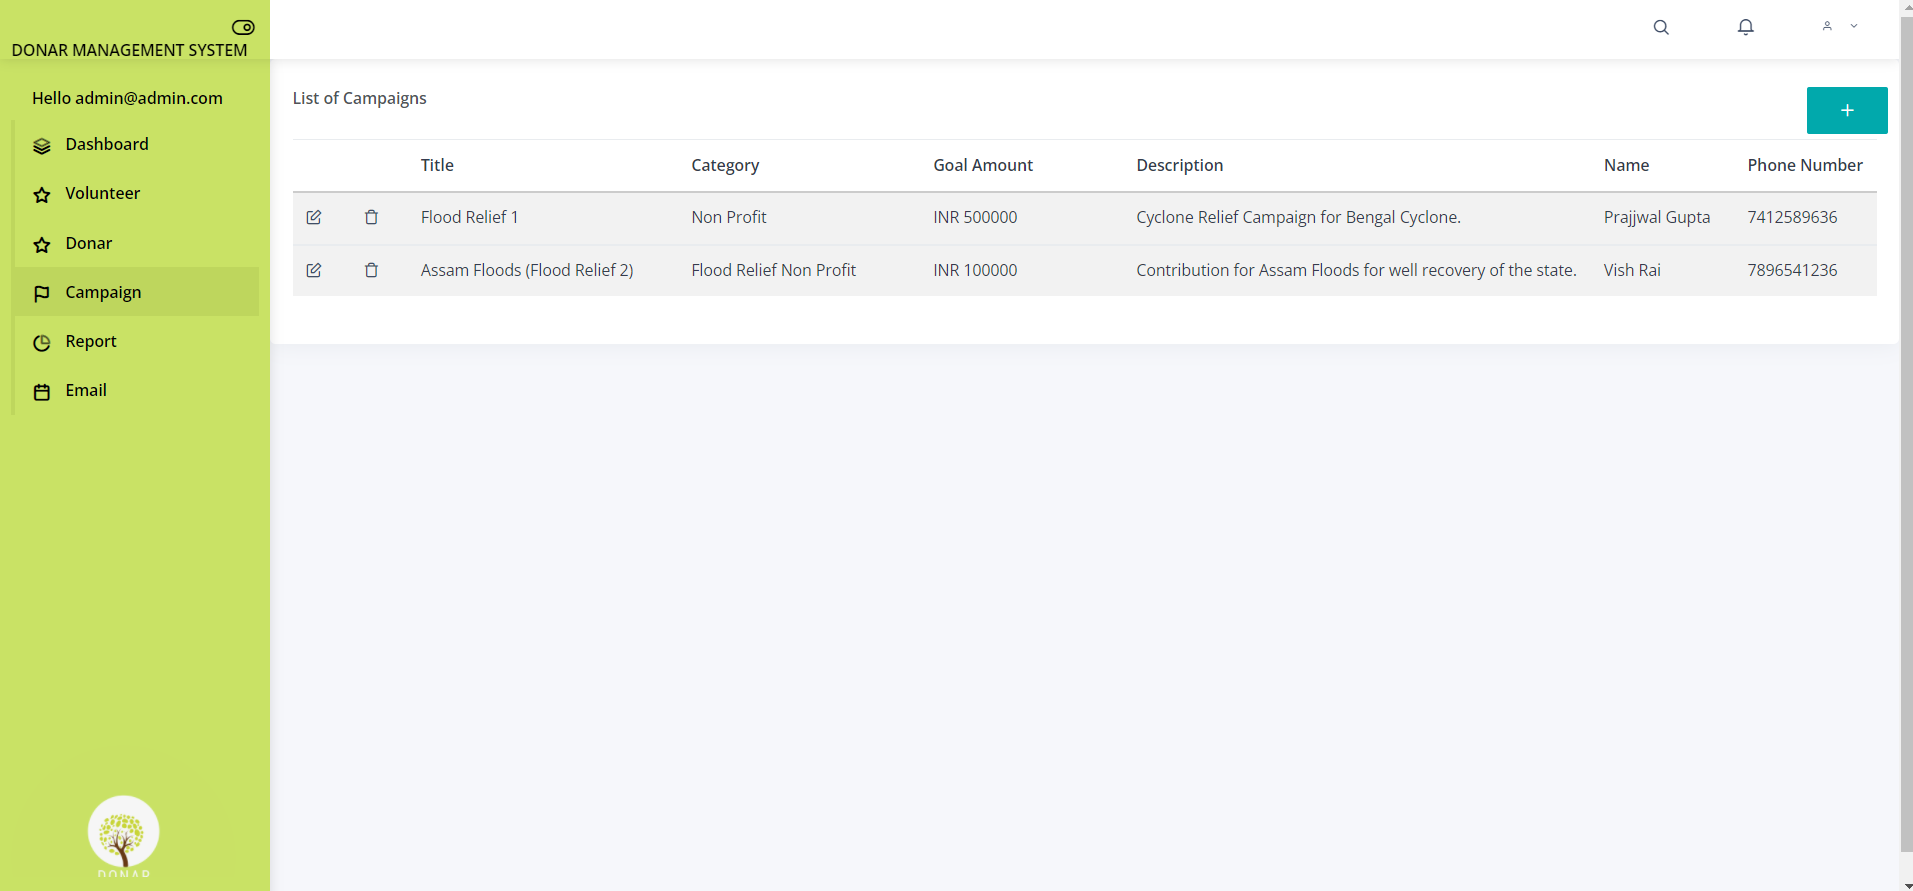 DONAR MANAGEMENT SYSTEM
Hello admin@admin.com
Dashboard
Volunteer
Donar
Campaign
Report
Email
DONAR
List of Campaigns
+
Title Category Goal Amount Description Name Phone Number
Flood Relief 1 Non Profit INR 500000 Cyclone Relief Campaign for Bengal Cyclone. Prajjwal Gupta 7412589636
Assam Floods (Flood Relief 2) Flood Relief Non Profit INR 100000 Contribution for Assam Floods for well recovery of the state. Vish Rai 7896541236